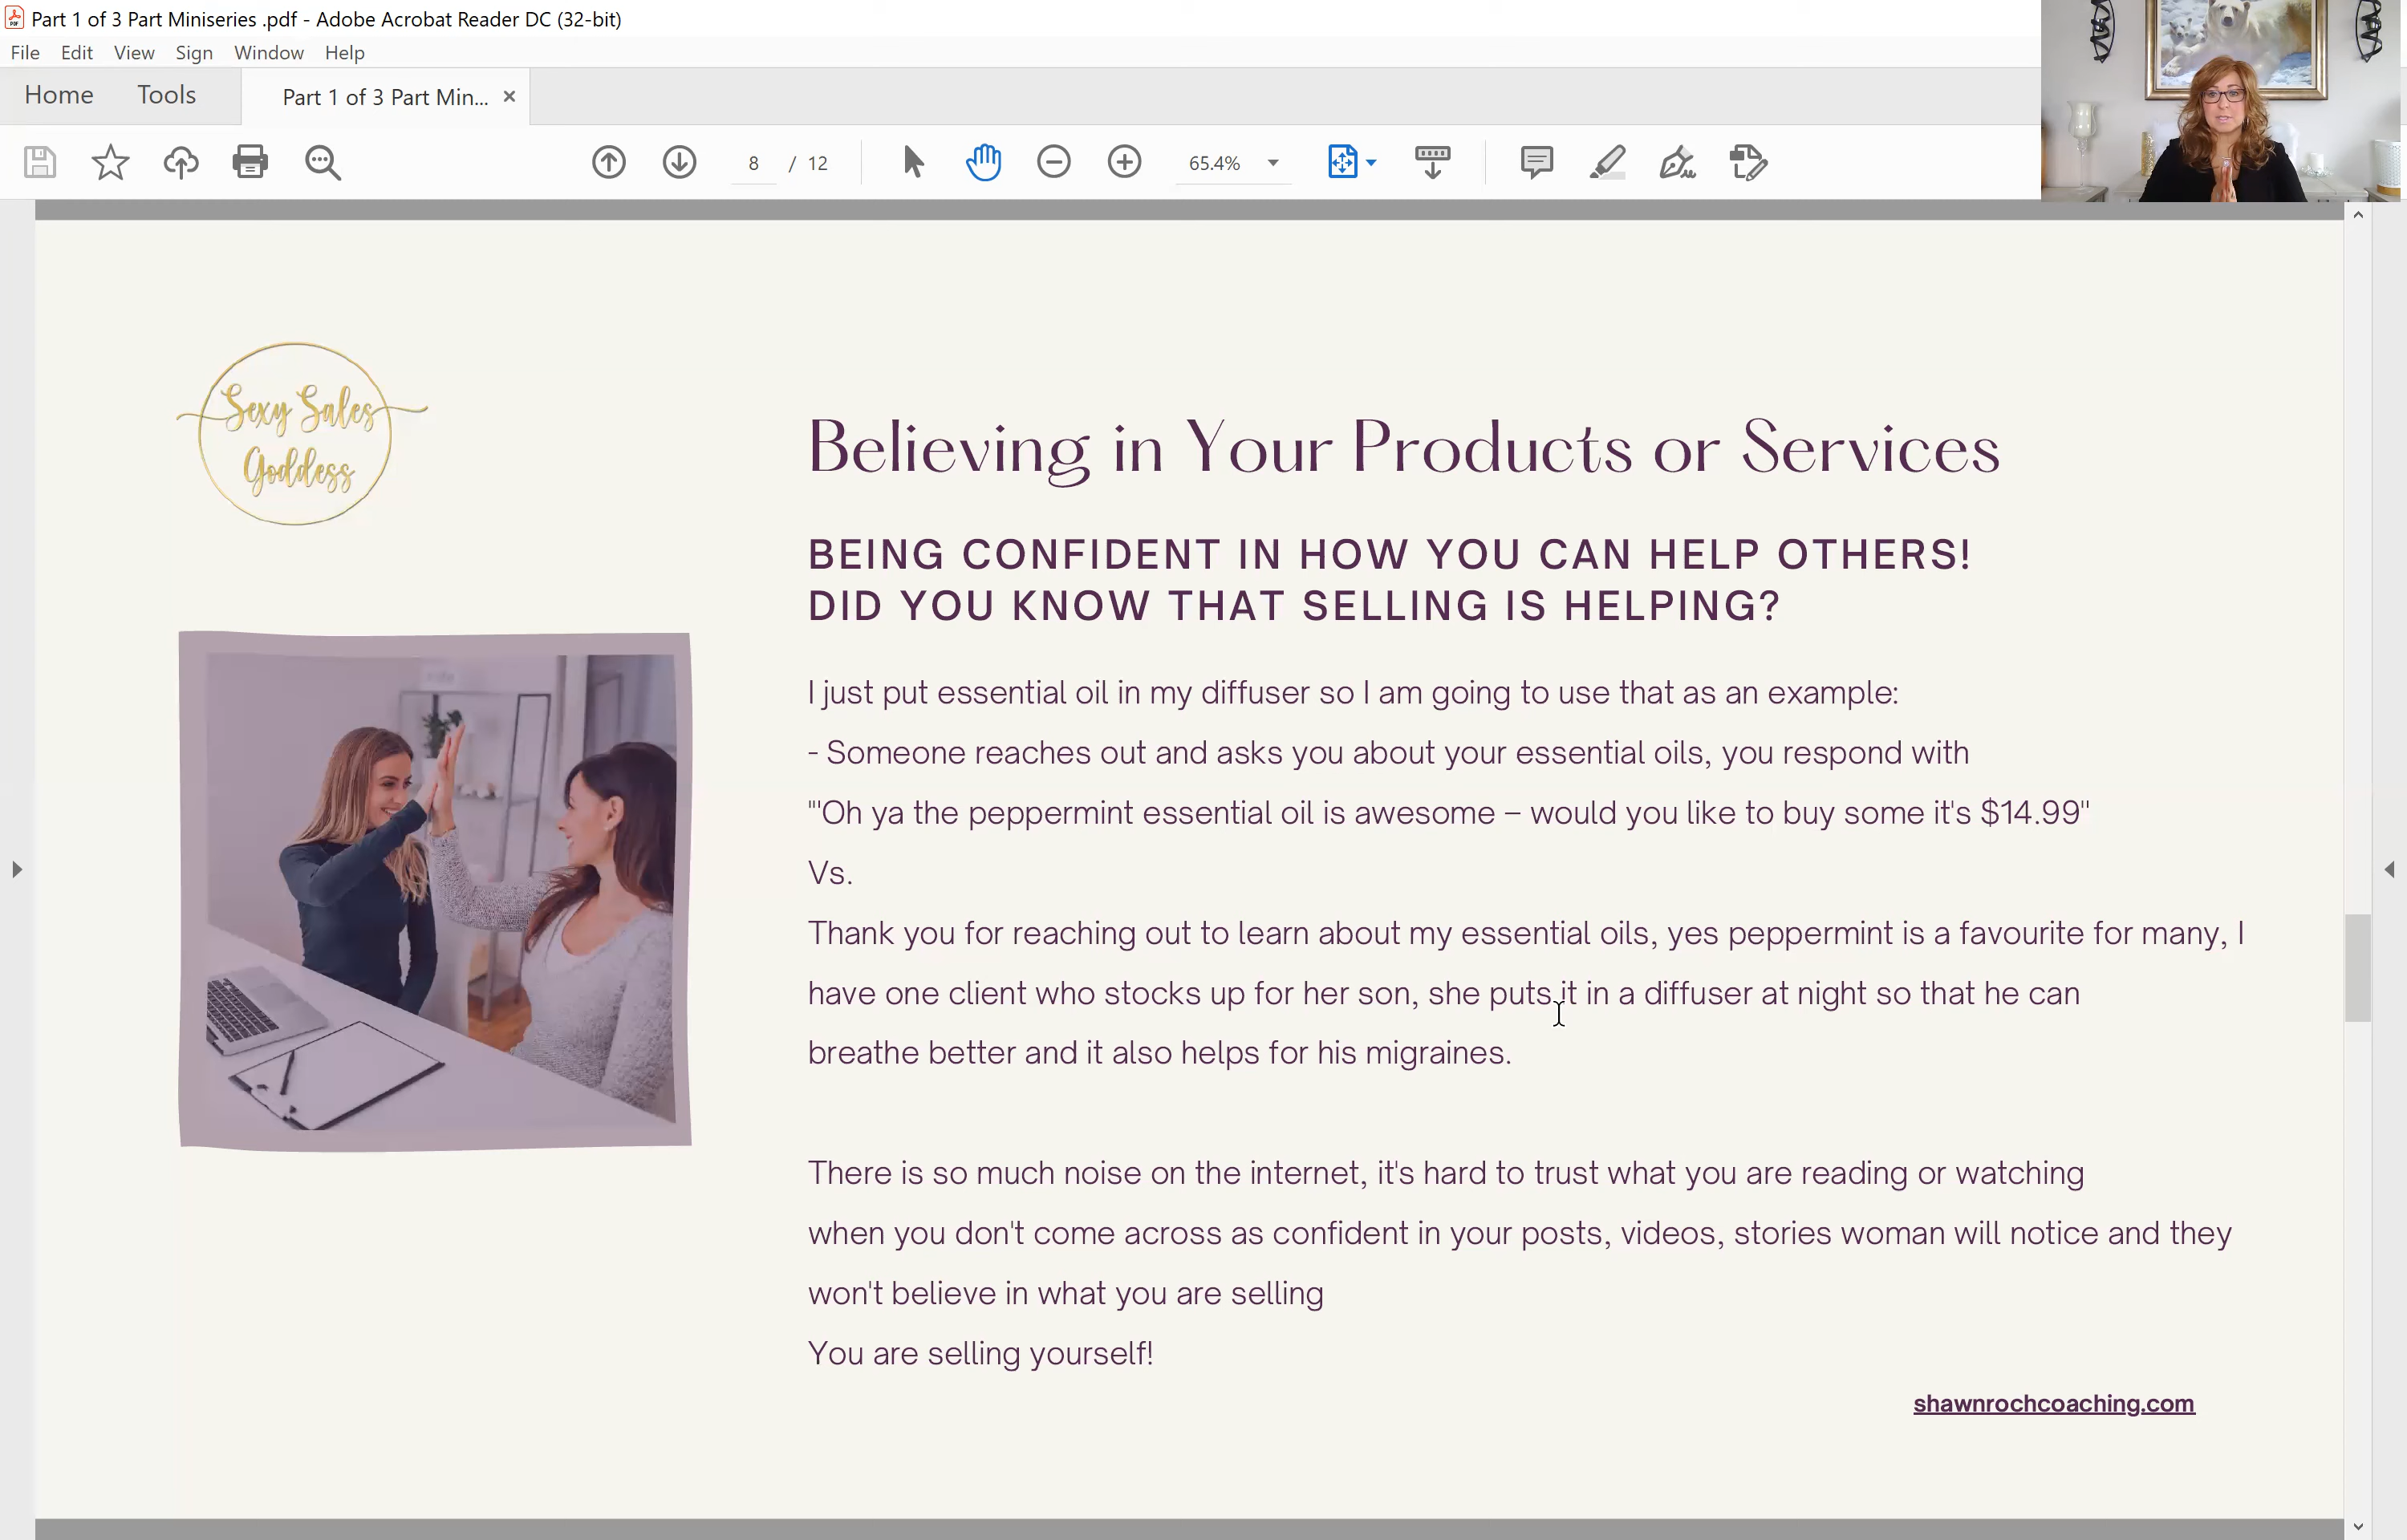 Part 1 of 3 Part Miniseries .pdf - Adobe Acrobat Reader DC (32-bit)
File Edit View Sign Window Help
Home Tools Part 1 of 3 Part Min...
8 / 12 65.4%
Sexy Sales
Goddess
Believing in Your Products or Services
BEING CONFIDENT IN HOW YOU CAN HELP OTHERS!
DID YOU KNOW THAT SELLING IS HELPING?
I just put essential oil in my diffuser so I am going to use that as an example:
- Someone reaches out and asks you about your essential oils, you respond with
"'Oh ya the peppermint essential oil is awesome – would you like to buy some it's $14.99"
Vs.
Thank you for reaching out to learn about my essential oils, yes peppermint is a favourite for many, I
have one client who stocks up for her son, she puts it in a diffuser at night so that he can
breathe better and it also helps for his migraines.
There is so much noise on the internet, it's hard to trust what you are reading or watching
when you don't come across as confident in your posts, videos, stories woman will notice and they
won't believe in what you are selling
You are selling yourself!
shawnrochcoaching.com